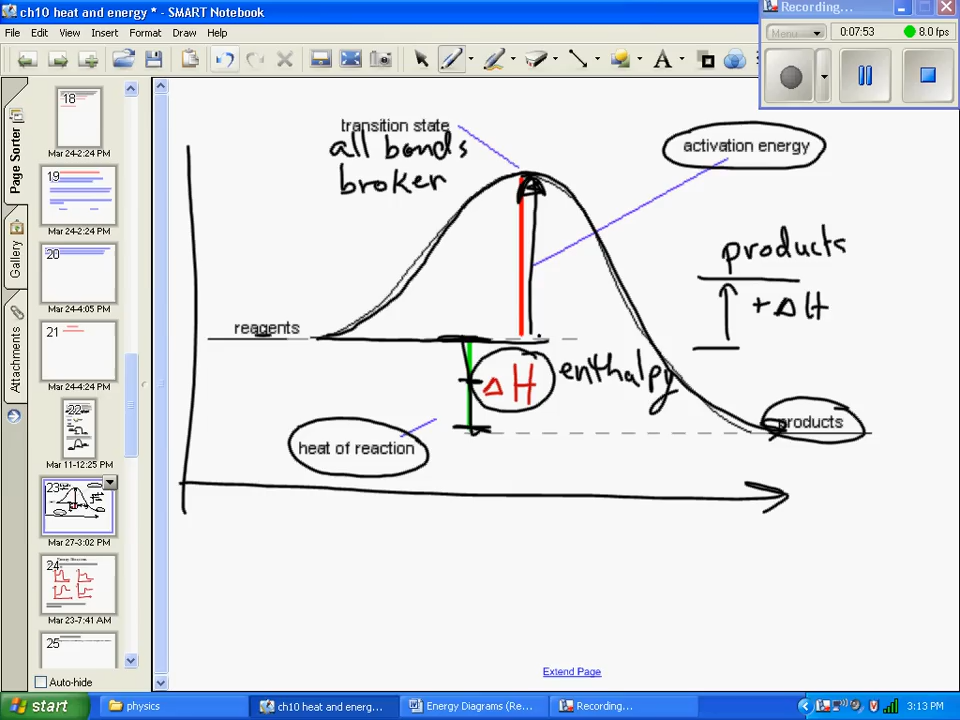 ch10 heat and energy * - SMART Notebook
Recording...
File Edit View Insert Format Draw Help
Menu
0:07:53
8.0 fps
Page Sorter
Gallery
Attachments
18
Mar 24-2:24 PM
19
Mar 24-2:24 PM
20
Mar 24-4:05 PM
21
Mar 24-4:24 PM
22
Mar 11-12:25 PM
23
Mar 27-3:02 PM
24
Mar 23-7:41 AM
25
Auto-hide
transition state
all bonds
broker
activation energy
products
+ΔH
reagents
ΔH
enthalpy
products
heat of reaction
Extend Page
start
physics
ch10 heat and energ...
Energy Diagrams (Re...
Recording...
3:13 PM